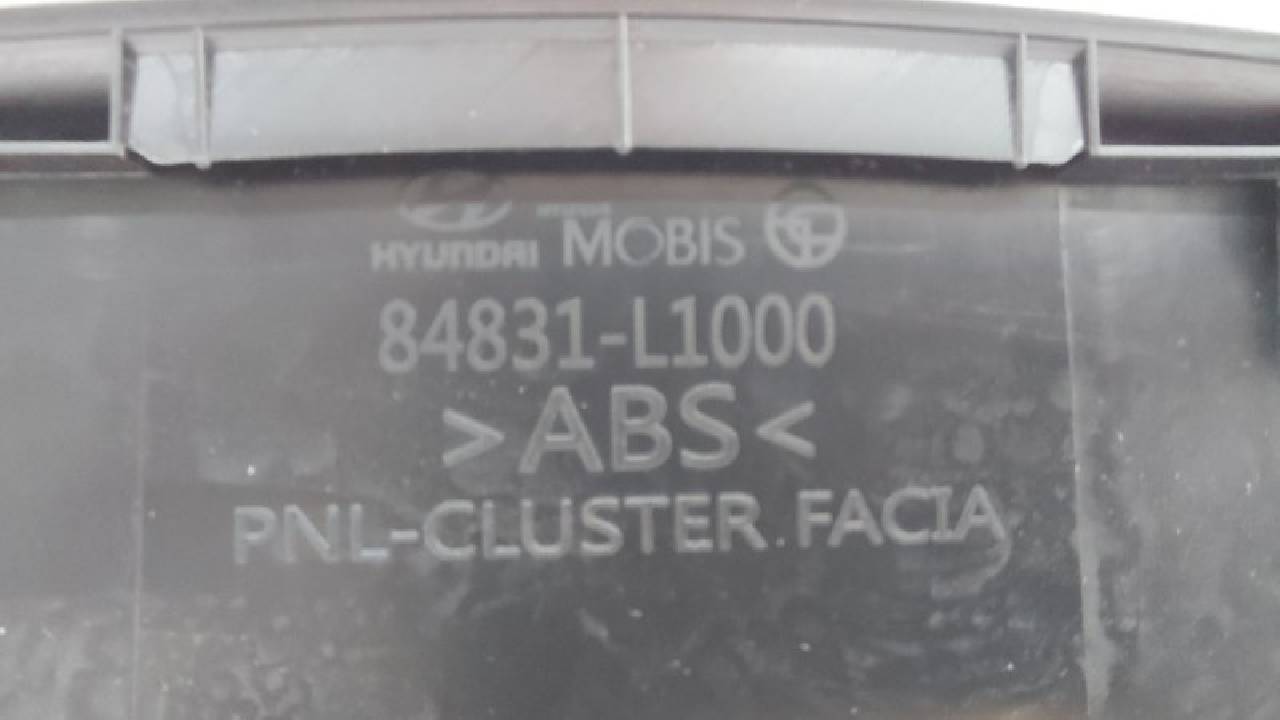 HYUNDAI MOBIS
84831-L1000
>ABS<
PNL-CLUSTER FACIA